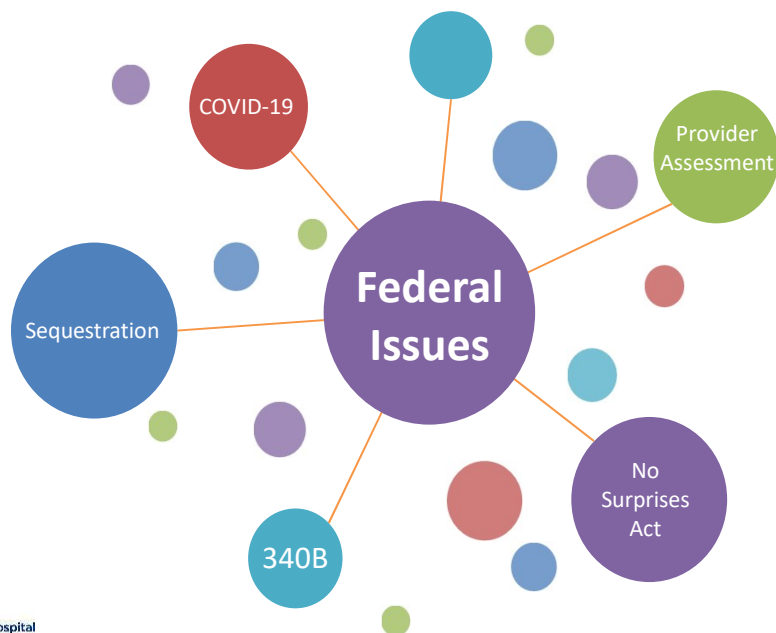 COVID-19
Provider
Assessment
Federal
Issues
Sequestration
No
Surprises
Act
340B